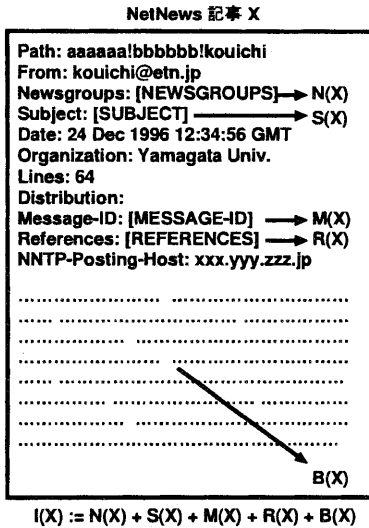 NetNews 記事 X
Path: aaaaaa!bbbbbb!kouichi
From: kouichi@etn.jp
Newsgroups: [NEWSGROUPS] N(X)
Subject: [SUBJECT] S(X)
Date: 24 Dec 1996 12:34:56 GMT
Organization: Yamagata Univ.
Lines: 64
Distribution:
Message-ID: [MESSAGE-ID] M(X)
References: [REFERENCES] R(X)
NNTP-Posting-Host: xxx.yyy.zzz.jp
B(X)
I(X) := N(X) + S(X) + M(X) + R(X) + B(X)